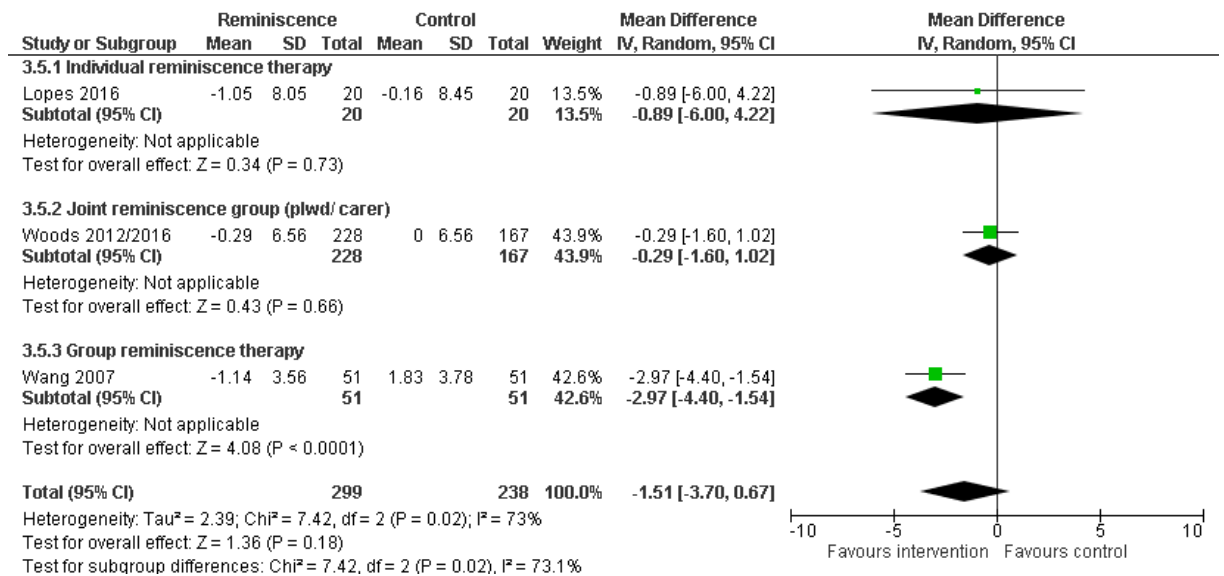 Reminiscence Control Mean Difference Mean Difference
Study or Subgroup Mean SD Total Mean SD Total Weight IV, Random, 95% CI IV, Random, 95% CI
3.5.1 Individual reminiscence therapy
Lopes 2016 -1.05 8.05 20 -0.16 8.45 20 13.5% -0.89 [-6.00, 4.22]
Subtotal (95% CI) 20 20 13.5% -0.89 [-6.00, 4.22]
Heterogeneity: Not applicable
Test for overall effect: Z = 0.34 (P = 0.73)
3.5.2 Joint reminiscence group (plwd/ carer)
Woods 2012/2016 -0.29 6.56 228 0 6.56 167 43.9% -0.29 [-1.60, 1.02]
Subtotal (95% CI) 228 167 43.9% -0.29 [-1.60, 1.02]
Heterogeneity: Not applicable
Test for overall effect: Z = 0.43 (P = 0.66)
3.5.3 Group reminiscence therapy
Wang 2007 -1.14 3.56 51 1.83 3.78 51 42.6% -2.97 [-4.40, -1.54]
Subtotal (95% CI) 51 51 42.6% -2.97 [-4.40, -1.54]
Heterogeneity: Not applicable
Test for overall effect: Z = 4.08 (P < 0.0001)
Total (95% CI) 299 238 100.0% -1.51 [-3.70, 0.67]
Heterogeneity: Tau² = 2.39; Chi² = 7.42, df = 2 (P = 0.02); I² = 73%
Test for overall effect: Z = 1.36 (P = 0.18)
Test for subgroup differences: Chi² = 7.42, df = 2 (P = 0.02), I² = 73.1%
-10 -5 0 5 10
Favours intervention Favours control